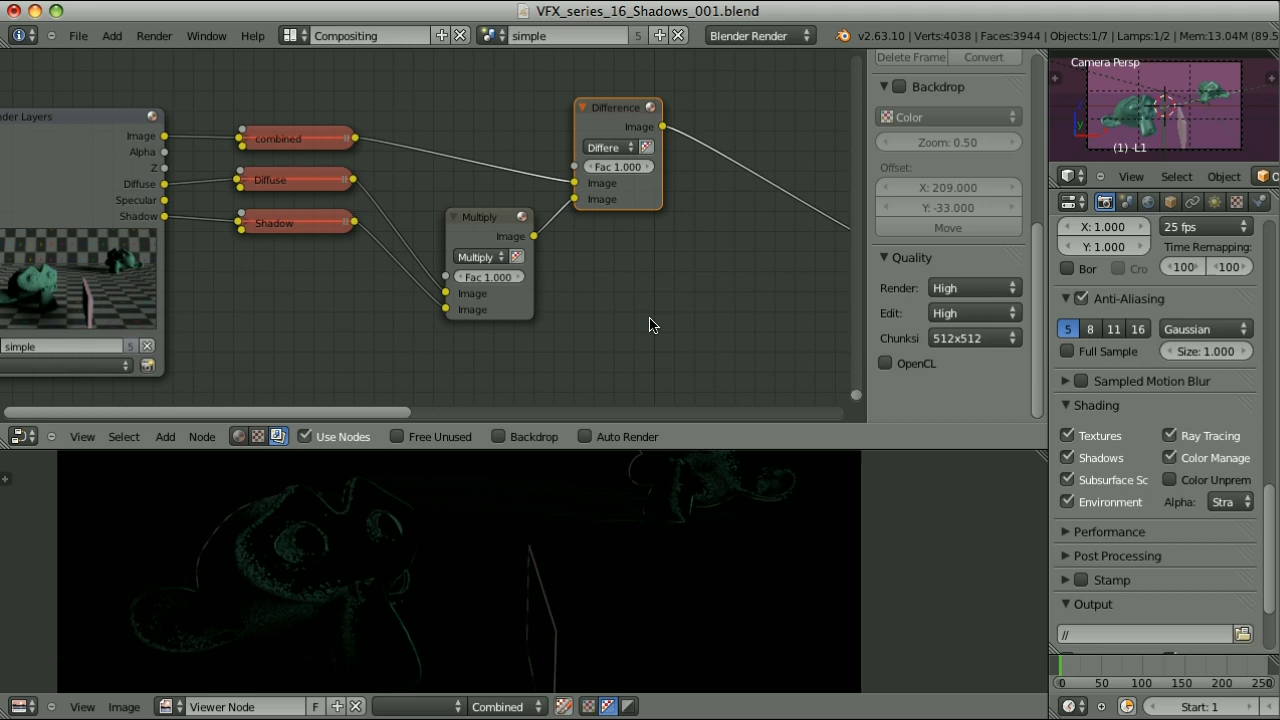 VFX_series_16_Shadows_001.blend
File Add Render Window Help Compositing simple 5 Blender Render v2.63.10 | Verts:4038 | Faces:3944 | Objects:1/7 | Lamps:1/2 | Mem:13.04M (89.5
der Layers
Image
Alpha
Z
Diffuse
Specular
Shadow
simple 5
combined
Diffuse
Shadow
Multiply
Image
Multiply
Fac 1.000
Image
Image
Difference
Image
Differe
Fac 1.000
Image
Image
Delete Frame Convert
Backdrop
Color
Zoom: 0.50
Offset:
X: 209.000
Y: -33.000
Move
Quality
Render: High
Edit: High
Chunksi 512x512
OpenCL
Camera Persp
(1) -L1
View Select Object
X: 1.000 25 fps
Y: 1.000 Time Remapping:
Bor Cro 100 100
Anti-Aliasing
5 8 11 16 Gaussian
Full Sample Size: 1.000
Sampled Motion Blur
Shading
Textures Ray Tracing
Shadows Color Manage
Subsurface Sc Color Unprem
Environment Alpha: Stra
Performance
Post Processing
Stamp
Output
//
0 50 100 150 200 250
Start: 1
View Select Add Node Use Nodes Free Unused Backdrop Auto Render
View Image Viewer Node F Combined